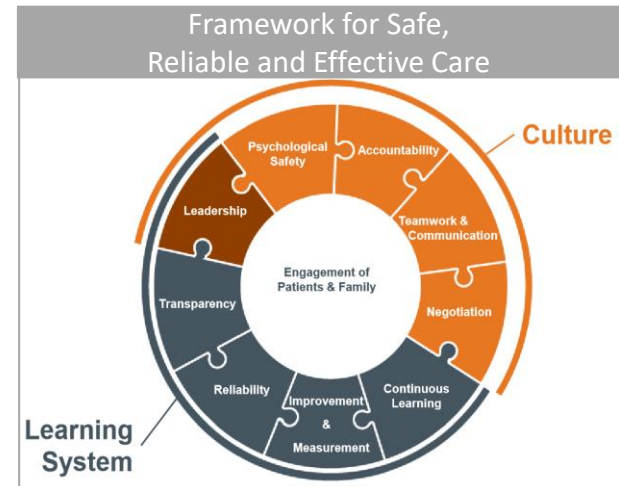 Framework for Safe,
Reliable and Effective Care
Culture
Psychological
Safety
Accountability
Teamwork &
Communication
Negotiation
Continuous
Learning
Improvement
&
Measurement
Reliability
Transparency
Leadership
Engagement of
Patients & Family
Learning
System